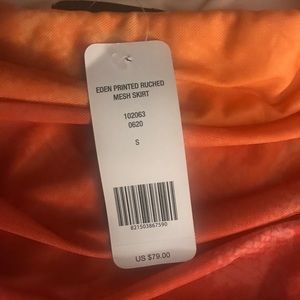 EDEN PRINTED RUCHED
MESH SKIRT
102063
0620
S
821503867590
US $79.00